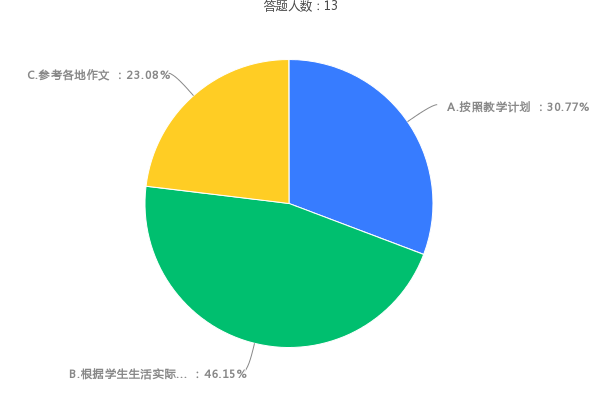 答题人数 : 13
C.参考各地作文 : 23.08%
A.按照教学计划 : 30.77%
B.根据学生生活实际... : 46.15%